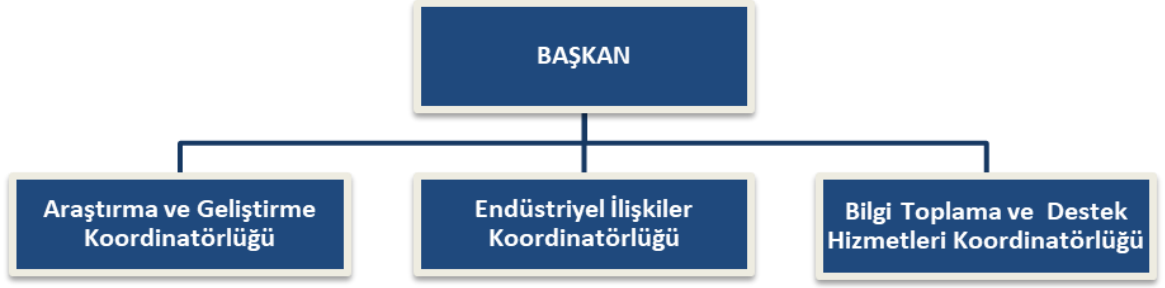 BAŞKAN
Araştırma ve Geliştirme
Koordinatörlüğü
Endüstriyel İlişkiler
Koordinatörlüğü
Bilgi Toplama ve Destek
Hizmetleri Koordinatörlüğü